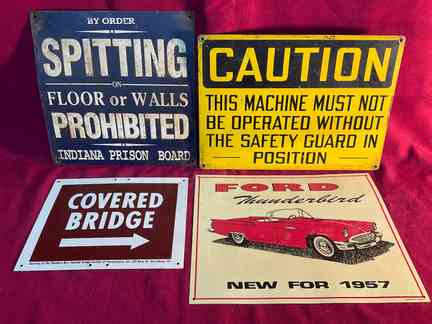 BY ORDER
SPITTING
ON
FLOOR or WALLS
PROHIBITED
INDIANA PRISON BOARD
CAUTION
THIS MACHINE MUST NOT
BE OPERATED WITHOUT
THE SAFETY GUARD IN
POSITION
COVERED
BRIDGE
FORD
Thunderbird
NEW FOR 1957